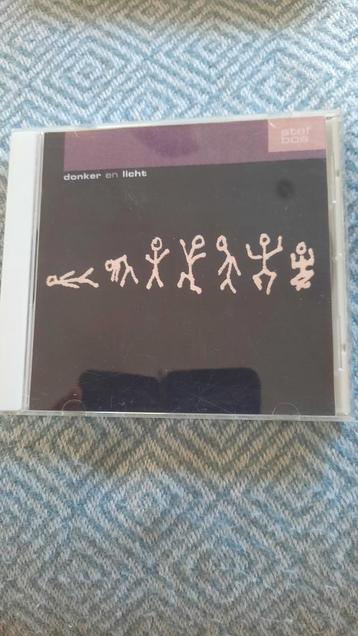 stef
bos
donker en licht